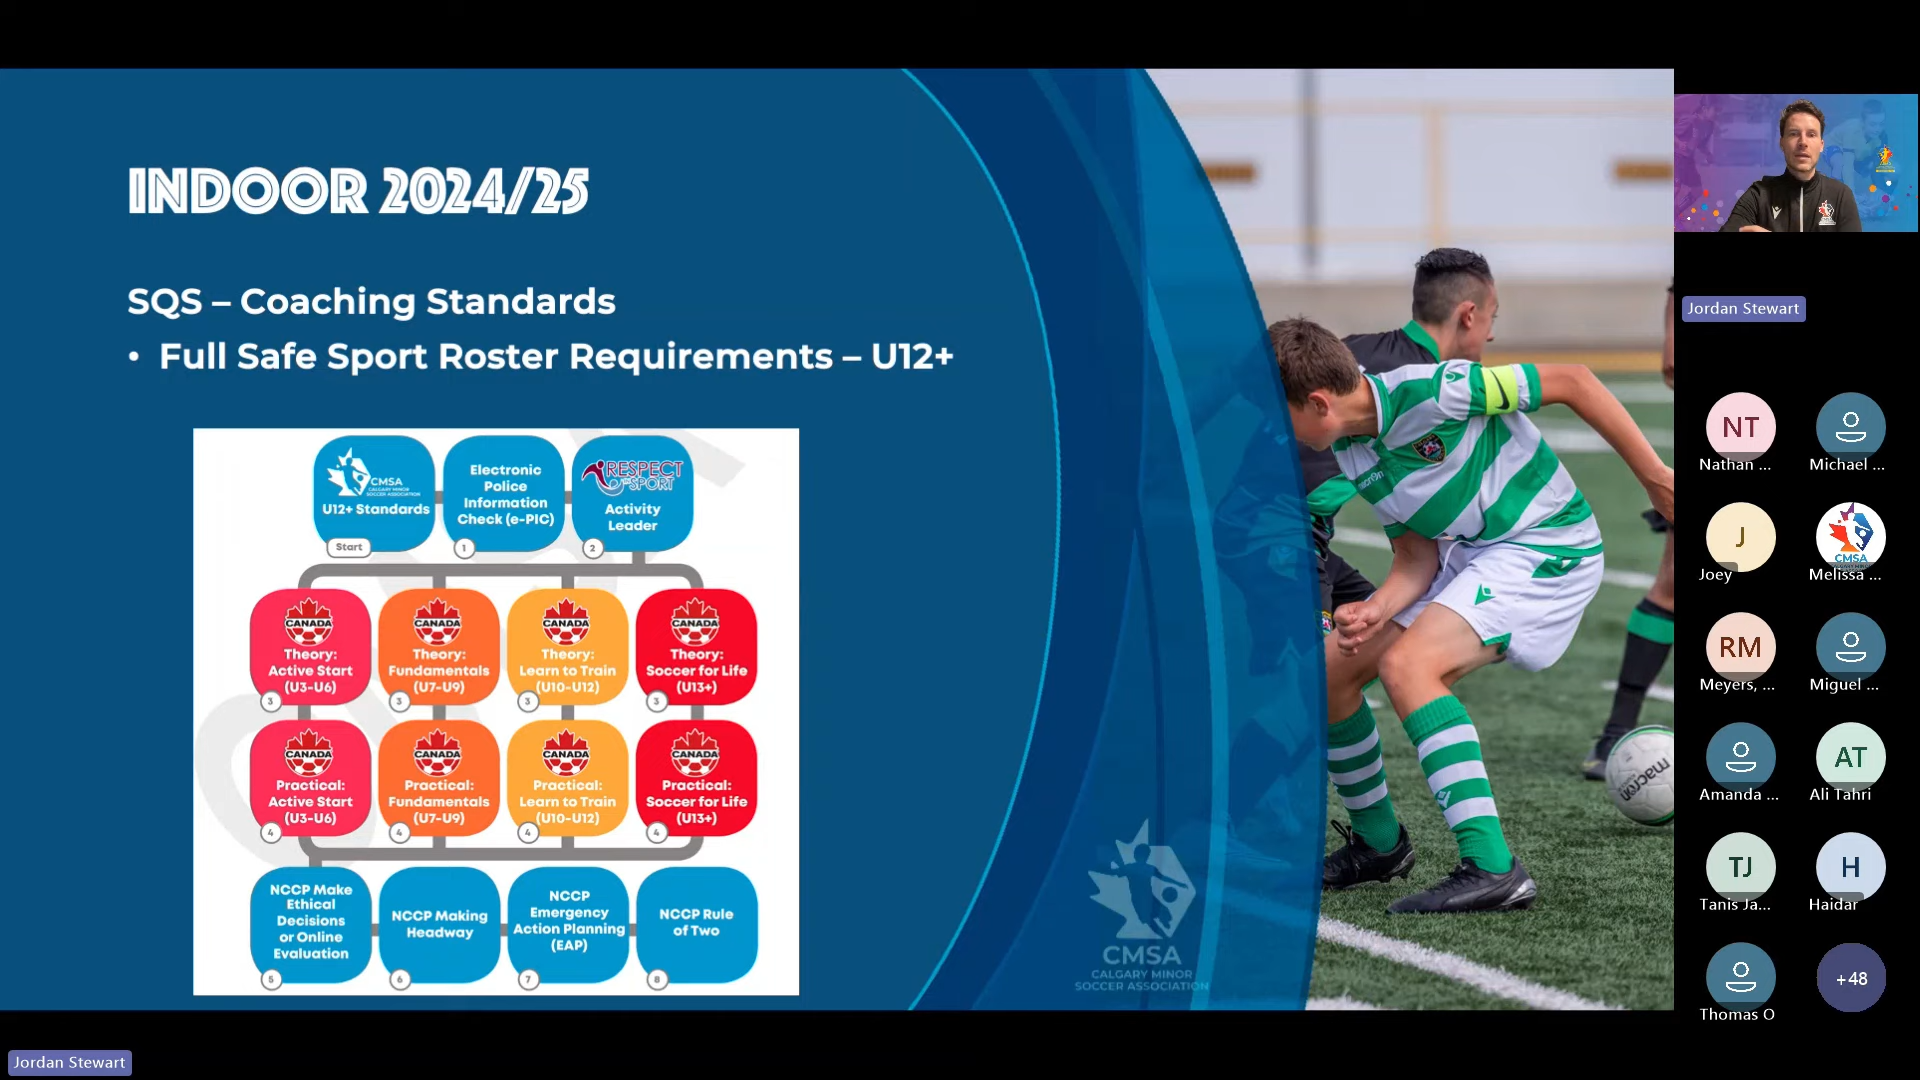 INDOOR 2024/25
SQS – Coaching Standards
• Full Safe Sport Roster Requirements – U12+
CMSA
CALGARY MINOR
SOCCER ASSOCIATION
U12+ Standards
Start
Electronic
Police
Information
Check (e-PIC)
1
RESPECT
IN SPORT
Activity
Leader
2
CANADA
Theory:
Active Start
(U3-U6)
3
CANADA
Theory:
Fundamentals
(U7-U9)
3
CANADA
Theory:
Learn to Train
(U10-U12)
3
CANADA
Theory:
Soccer for Life
(U13+)
3
CANADA
Practical:
Active Start
(U3-U6)
4
CANADA
Practical:
Fundamentals
(U7-U9)
4
CANADA
Practical:
Learn to Train
(U10-U12)
4
CANADA
Practical:
Soccer for Life
(U13+)
4
NCCP Make
Ethical
Decisions
or Online
Evaluation
5
NCCP Making
Headway
6
NCCP
Emergency
Action Planning
(EAP)
7
NCCP Rule
of Two
8
CMSA
CALGARY MINOR
SOCCER ASSOCIATION
macron
Jordan Stewart
NT
Nathan ...
Michael ...
J
Joey
CMSA
Melissa ...
RM
Meyers, ...
Miguel ...
Amanda ...
AT
Ali Tahri
TJ
Tanis Ja...
H
Haidar
Thomas O
+48
Jordan Stewart